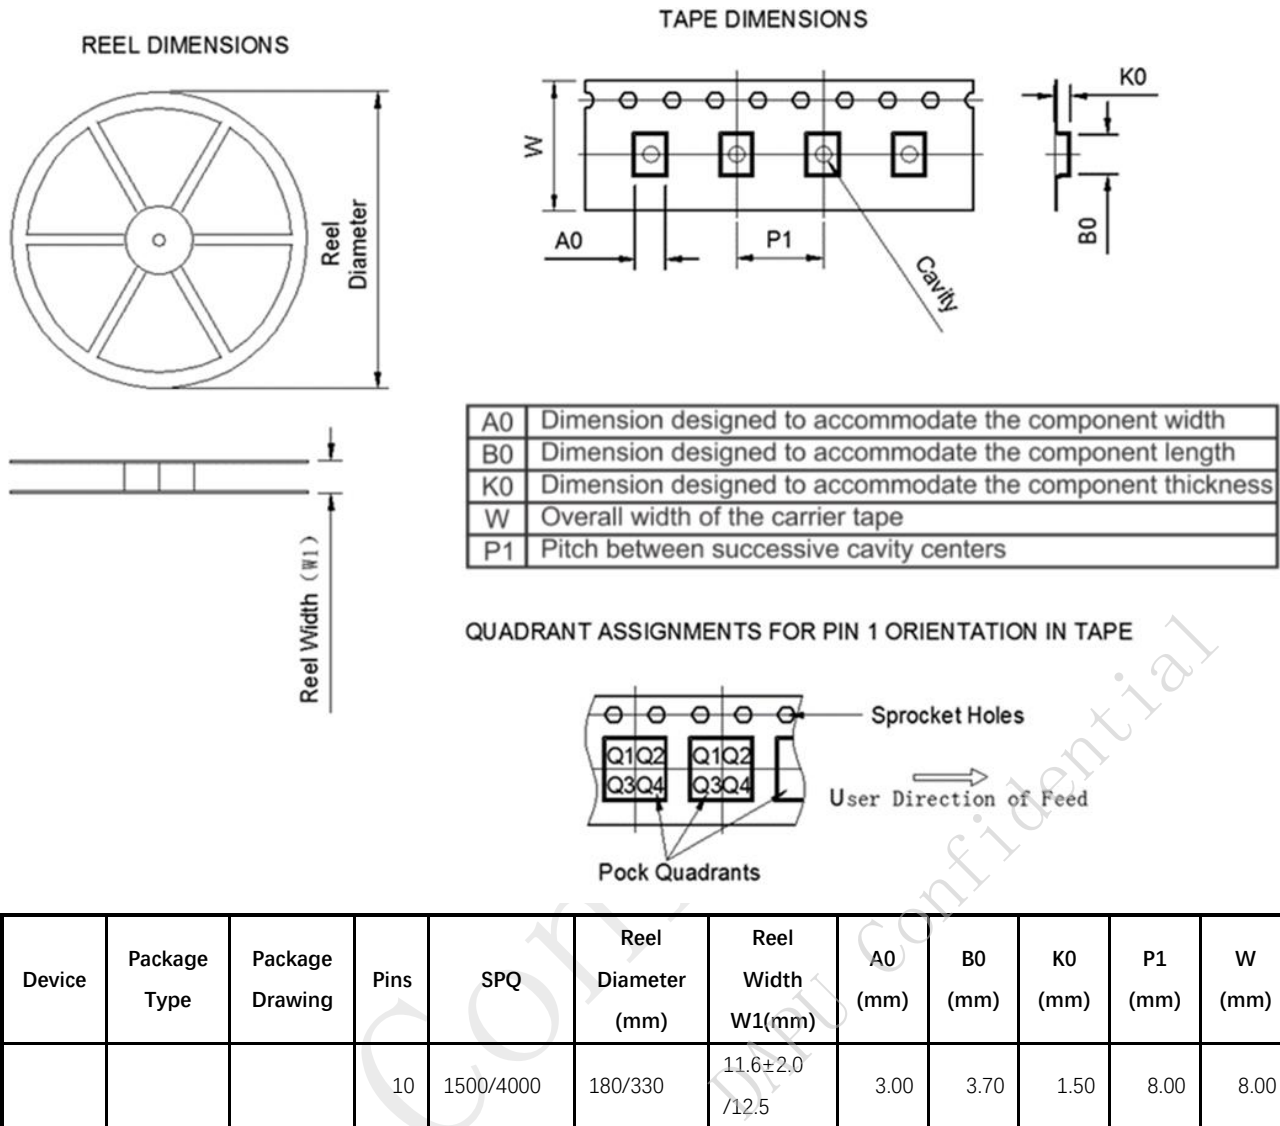 REEL DIMENSIONS
TAPE DIMENSIONS
Reel
Diameter
W
A0
P1
Cavity
K0
B0
Reel Width（W1）
A0 Dimension designed to accommodate the component width
B0 Dimension designed to accommodate the component length
K0 Dimension designed to accommodate the component thickness
W Overall width of the carrier tape
P1 Pitch between successive cavity centers
QUADRANT ASSIGNMENTS FOR PIN 1 ORIENTATION IN TAPE
Sprocket Holes
Q1 Q2 Q1 Q2
Q3 Q4 Q3 Q4
User Direction of Feed
Pock Quadrants
Device Package Type Package Drawing Pins SPQ Reel Diameter (mm) Reel Width W1(mm) A0 (mm) B0 (mm) K0 (mm) P1 (mm) W (mm)
10 1500/4000 180/330 11.6±2.0 /12.5 3.00 3.70 1.50 8.00 8.00
DAPU Confidential
Con